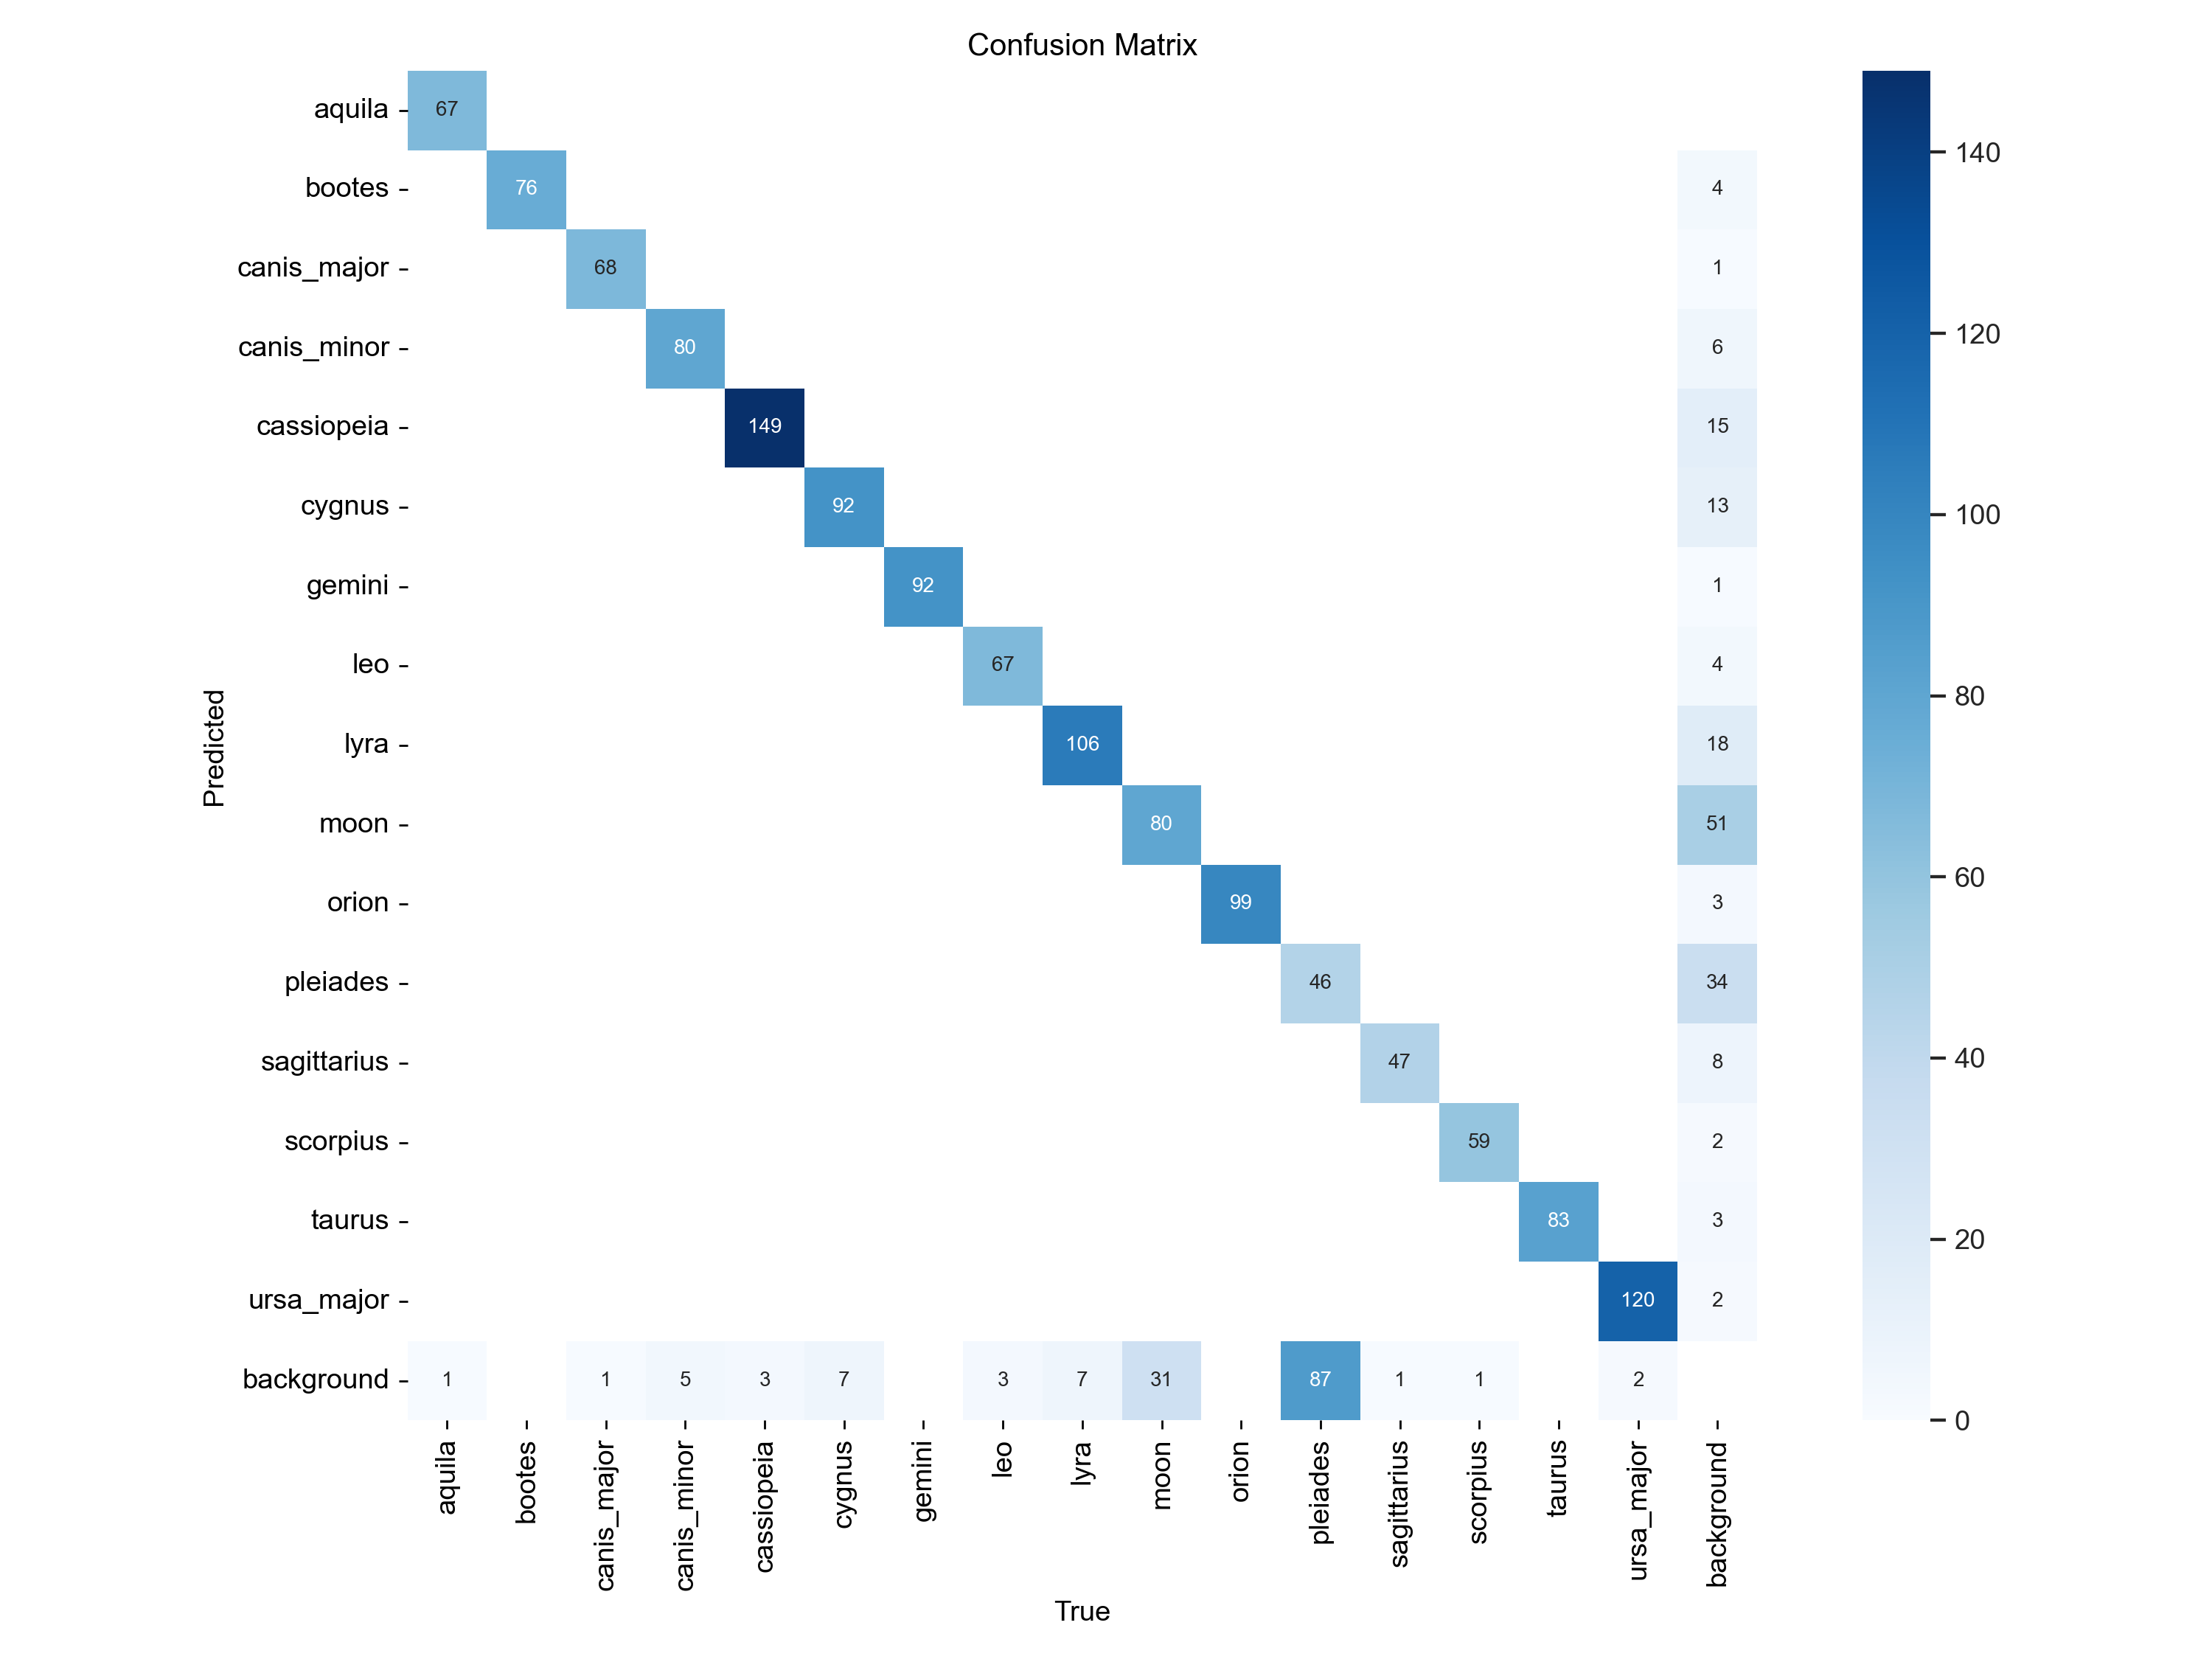 Confusion Matrix
aquila 67
bootes 76 4
canis_major 68 1
canis_minor 80 6
cassiopeia 149 15
cygnus 92 13
gemini 92 1
leo 67 4
lyra 106 18
moon 80 51
orion 99 3
pleiades 46 34
sagittarius 47 8
scorpius 59 2
taurus 83 3
ursa_major 120 2
background 1 1 5 3 7 3 7 31 87 1 1 2
aquila bootes canis_major canis_minor cassiopeia cygnus gemini leo lyra moon orion pleiades sagittarius scorpius taurus ursa_major background
True
Predicted
140
120
100
80
60
40
20
0